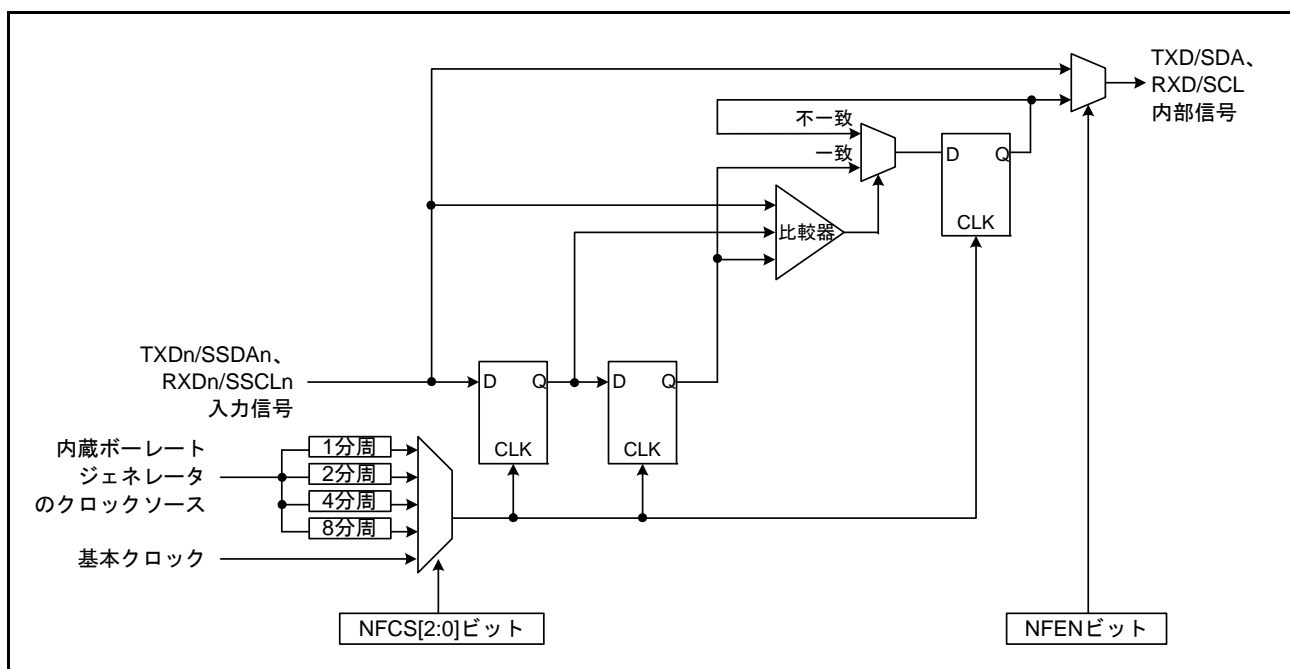 TXD/SDA、
RXD/SCL
内部信号
不一致
一致
D
Q
CLK
比較器
TXDn/SSDAn、
RXDn/SSCLn
入力信号
D
Q
CLK
D
Q
CLK
内蔵ボーレート
ジェネレータ
のクロックソース
1分周
2分周
4分周
8分周
基本クロック
NFCS[2:0]ビット
NFENビット